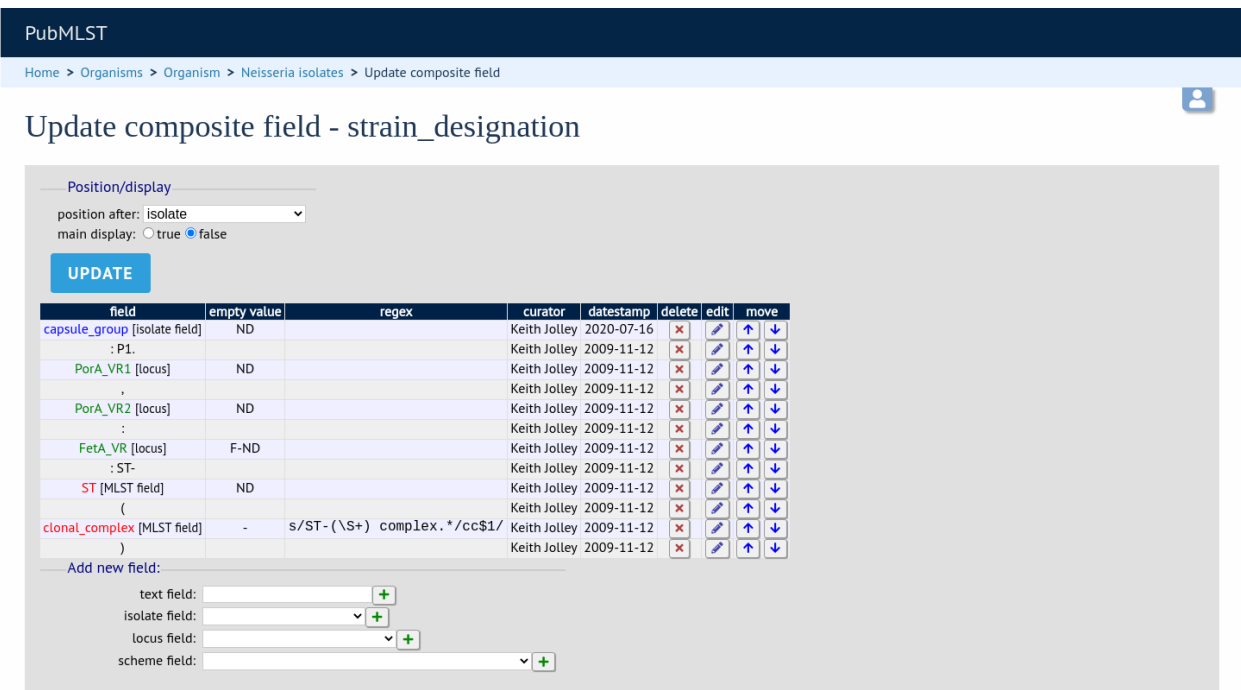 PubMLST
Home > Organisms > Organism > Neisseria isolates > Update composite field
Update composite field - strain_designation
Position/display
position after: isolate
main display: true false
UPDATE
field empty value regex curator datestamp delete edit move
capsule_group [isolate field] ND Keith Jolley 2020-07-16
: P1. Keith Jolley 2009-11-12
PorA_VR1 [locus] ND Keith Jolley 2009-11-12
, Keith Jolley 2009-11-12
PorA_VR2 [locus] ND Keith Jolley 2009-11-12
: Keith Jolley 2009-11-12
FetA_VR [locus] F-ND Keith Jolley 2009-11-12
: ST- Keith Jolley 2009-11-12
ST [MLST field] ND Keith Jolley 2009-11-12
( Keith Jolley 2009-11-12
clonal_complex [MLST field] - s/ST-(\S+) complex.*/cc$1/ Keith Jolley 2009-11-12
) Keith Jolley 2009-11-12
Add new field:
text field:
isolate field:
locus field:
scheme field: